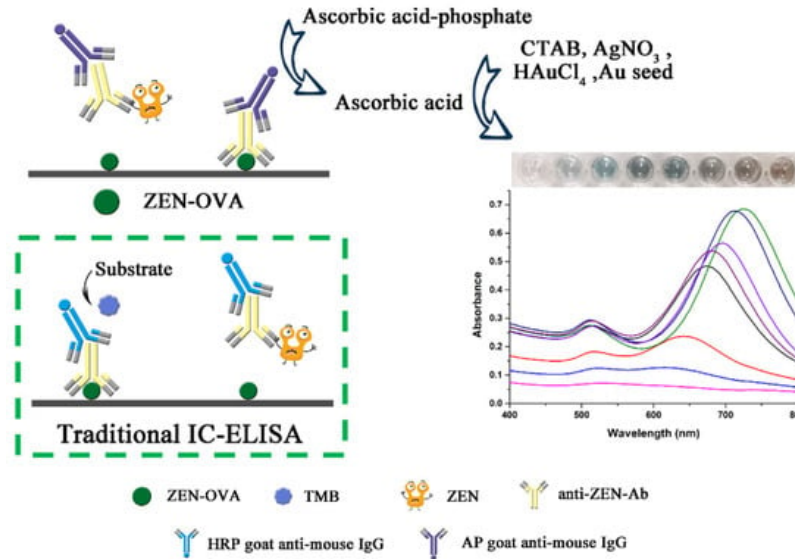 Ascorbic acid-phosphate
CTAB, AgNO3 ,
HAuCl4 ,Au seed
Ascorbic acid
ZEN-OVA
Substrate
Traditional IC-ELISA
0.7
0.6
0.5
0.4
0.3
0.2
0.1
0.0
Absorbance
400
500
600
700
Wavelength (nm)
ZEN-OVA
TMB
ZEN
anti-ZEN-Ab
HRP goat anti-mouse IgG
AP goat anti-mouse IgG